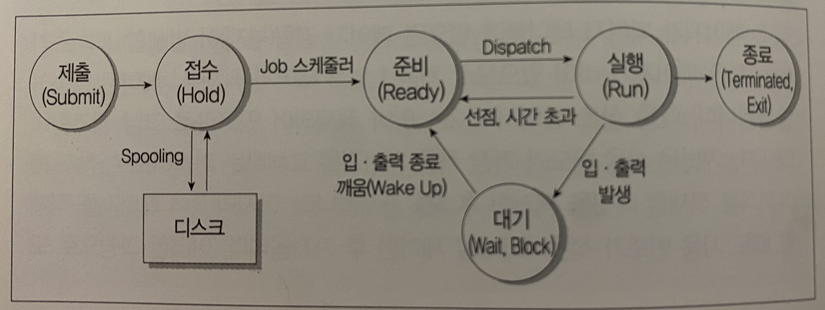 제출
(Submit)
접수
(Hold)
Job 스케줄러
준비
(Ready)
Dispatch
선점, 시간 초과
실행
(Run)
종료
(Terminated,
Exit)
Spooling
디스크
입·출력 종료
깨움(Wake Up)
대기
(Wait, Block)
입·출력
발생